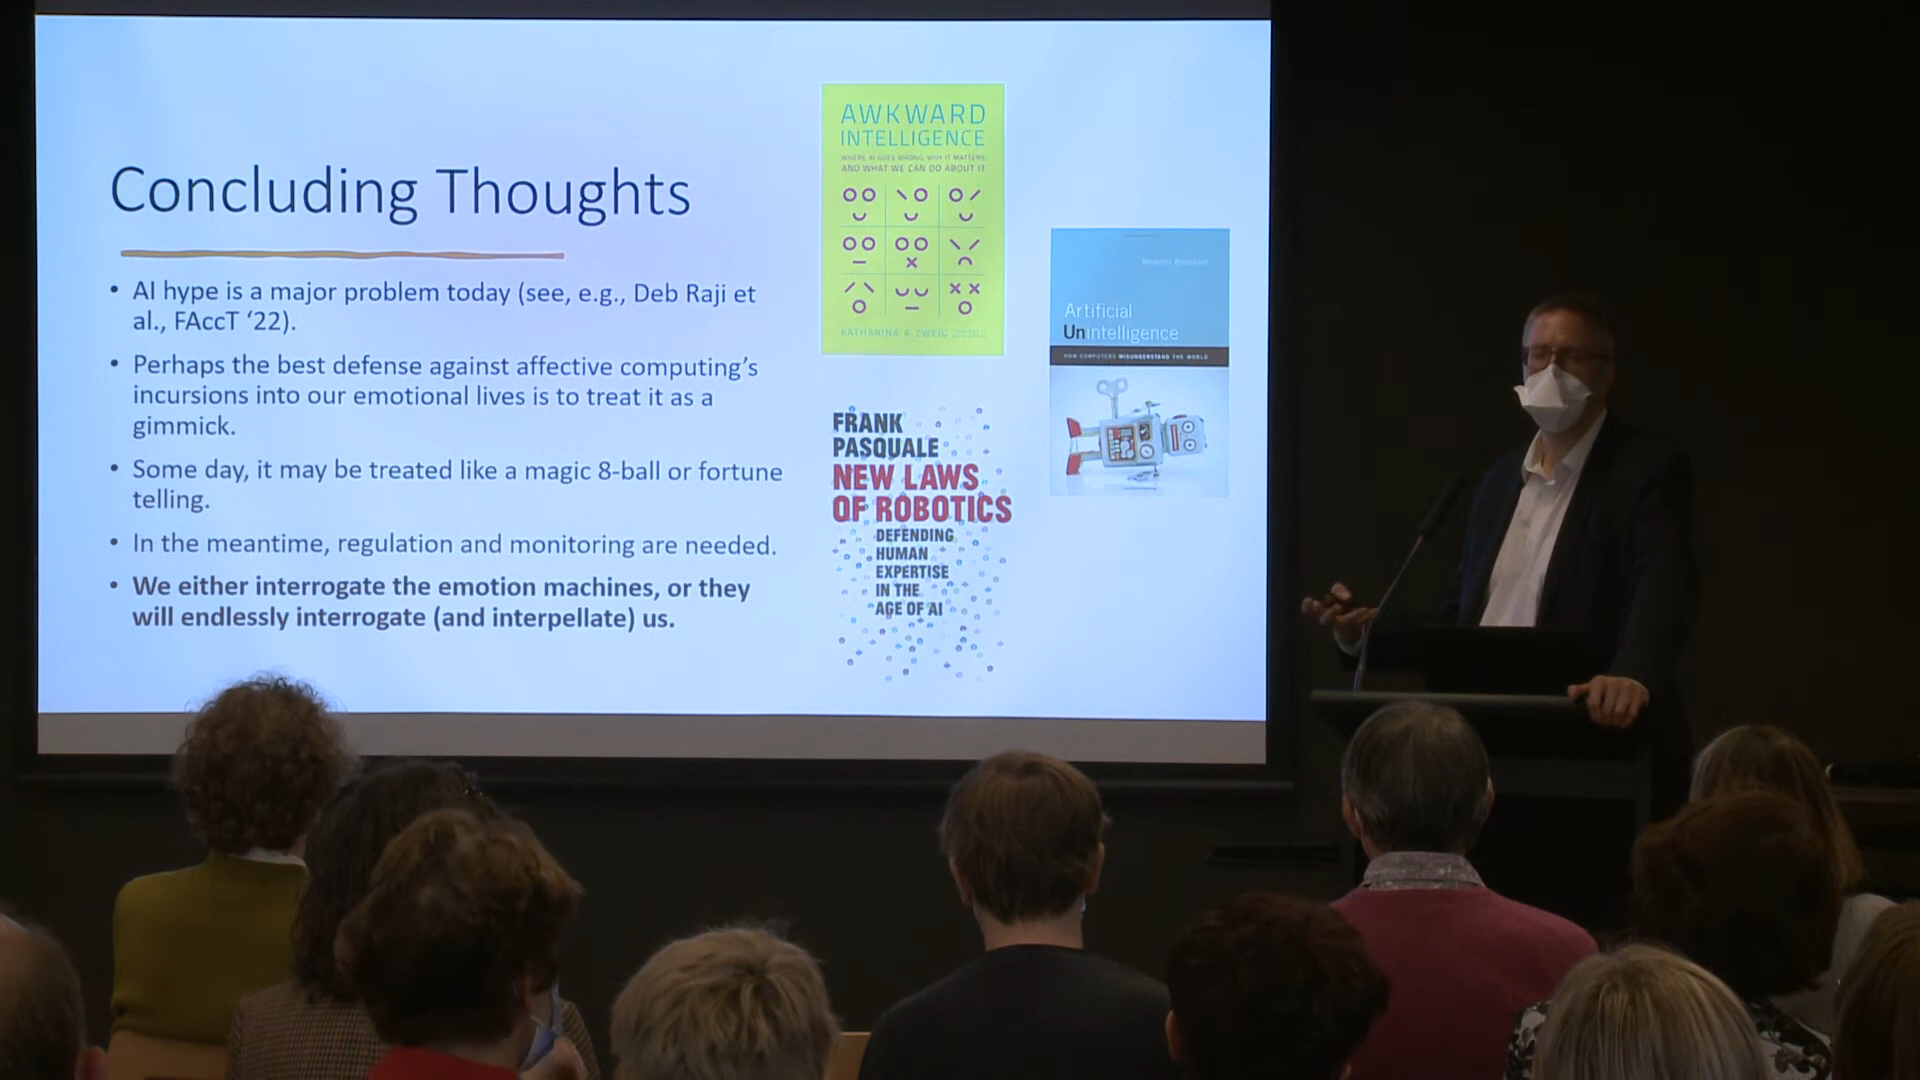 Concluding Thoughts
• AI hype is a major problem today (see, e.g., Deb Raji et
al., FAccT ‘22).
• Perhaps the best defense against affective computing’s
incursions into our emotional lives is to treat it as a
gimmick.
• Some day, it may be treated like a magic 8-ball or fortune
telling.
• In the meantime, regulation and monitoring are needed.
• We either interrogate the emotion machines, or they
will endlessly interrogate (and interpellate) us.
AWKWARD
INTELLIGENCE
WHERE AI GOES WRONG, WHY IT MATTERS,
AND WHAT WE CAN DO ABOUT IT
KATHARINA A. ZWEIG
Meredith Broussard
Artificial
Unintelligence
HOW COMPUTERS MISUNDERSTAND THE WORLD
FRANK
PASQUALE
NEW LAWS
OF ROBOTICS
DEFENDING
HUMAN
EXPERTISE
IN THE
AGE OF AI